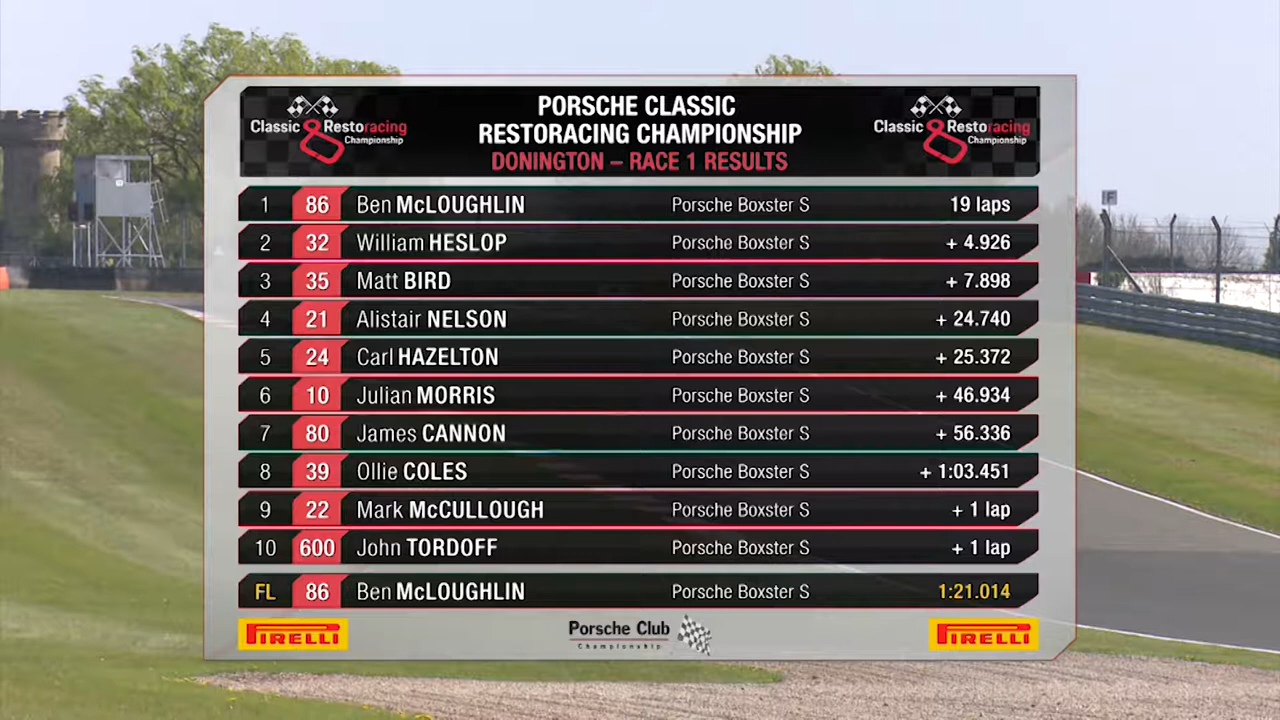 PORSCHE CLASSIC
RESTORACING CHAMPIONSHIP
DONINGTON – RACE 1 RESULTS
Classic Restoracing
Championship
Classic Restoracing
Championship
1 86 Ben McLOUGHLIN Porsche Boxster S 19 laps
2 32 William HESLOP Porsche Boxster S + 4.926
3 35 Matt BIRD Porsche Boxster S + 7.898
4 21 Alistair NELSON Porsche Boxster S + 24.740
5 24 Carl HAZELTON Porsche Boxster S + 25.372
6 10 Julian MORRIS Porsche Boxster S + 46.934
7 80 James CANNON Porsche Boxster S + 56.336
8 39 Ollie COLES Porsche Boxster S + 1:03.451
9 22 Mark McCULLOUGH Porsche Boxster S + 1 lap
10 600 John TORDOFF Porsche Boxster S + 1 lap
FL 86 Ben McLOUGHLIN Porsche Boxster S 1:21.014
PIRELLI Porsche Club PIRELLI
Championship
F